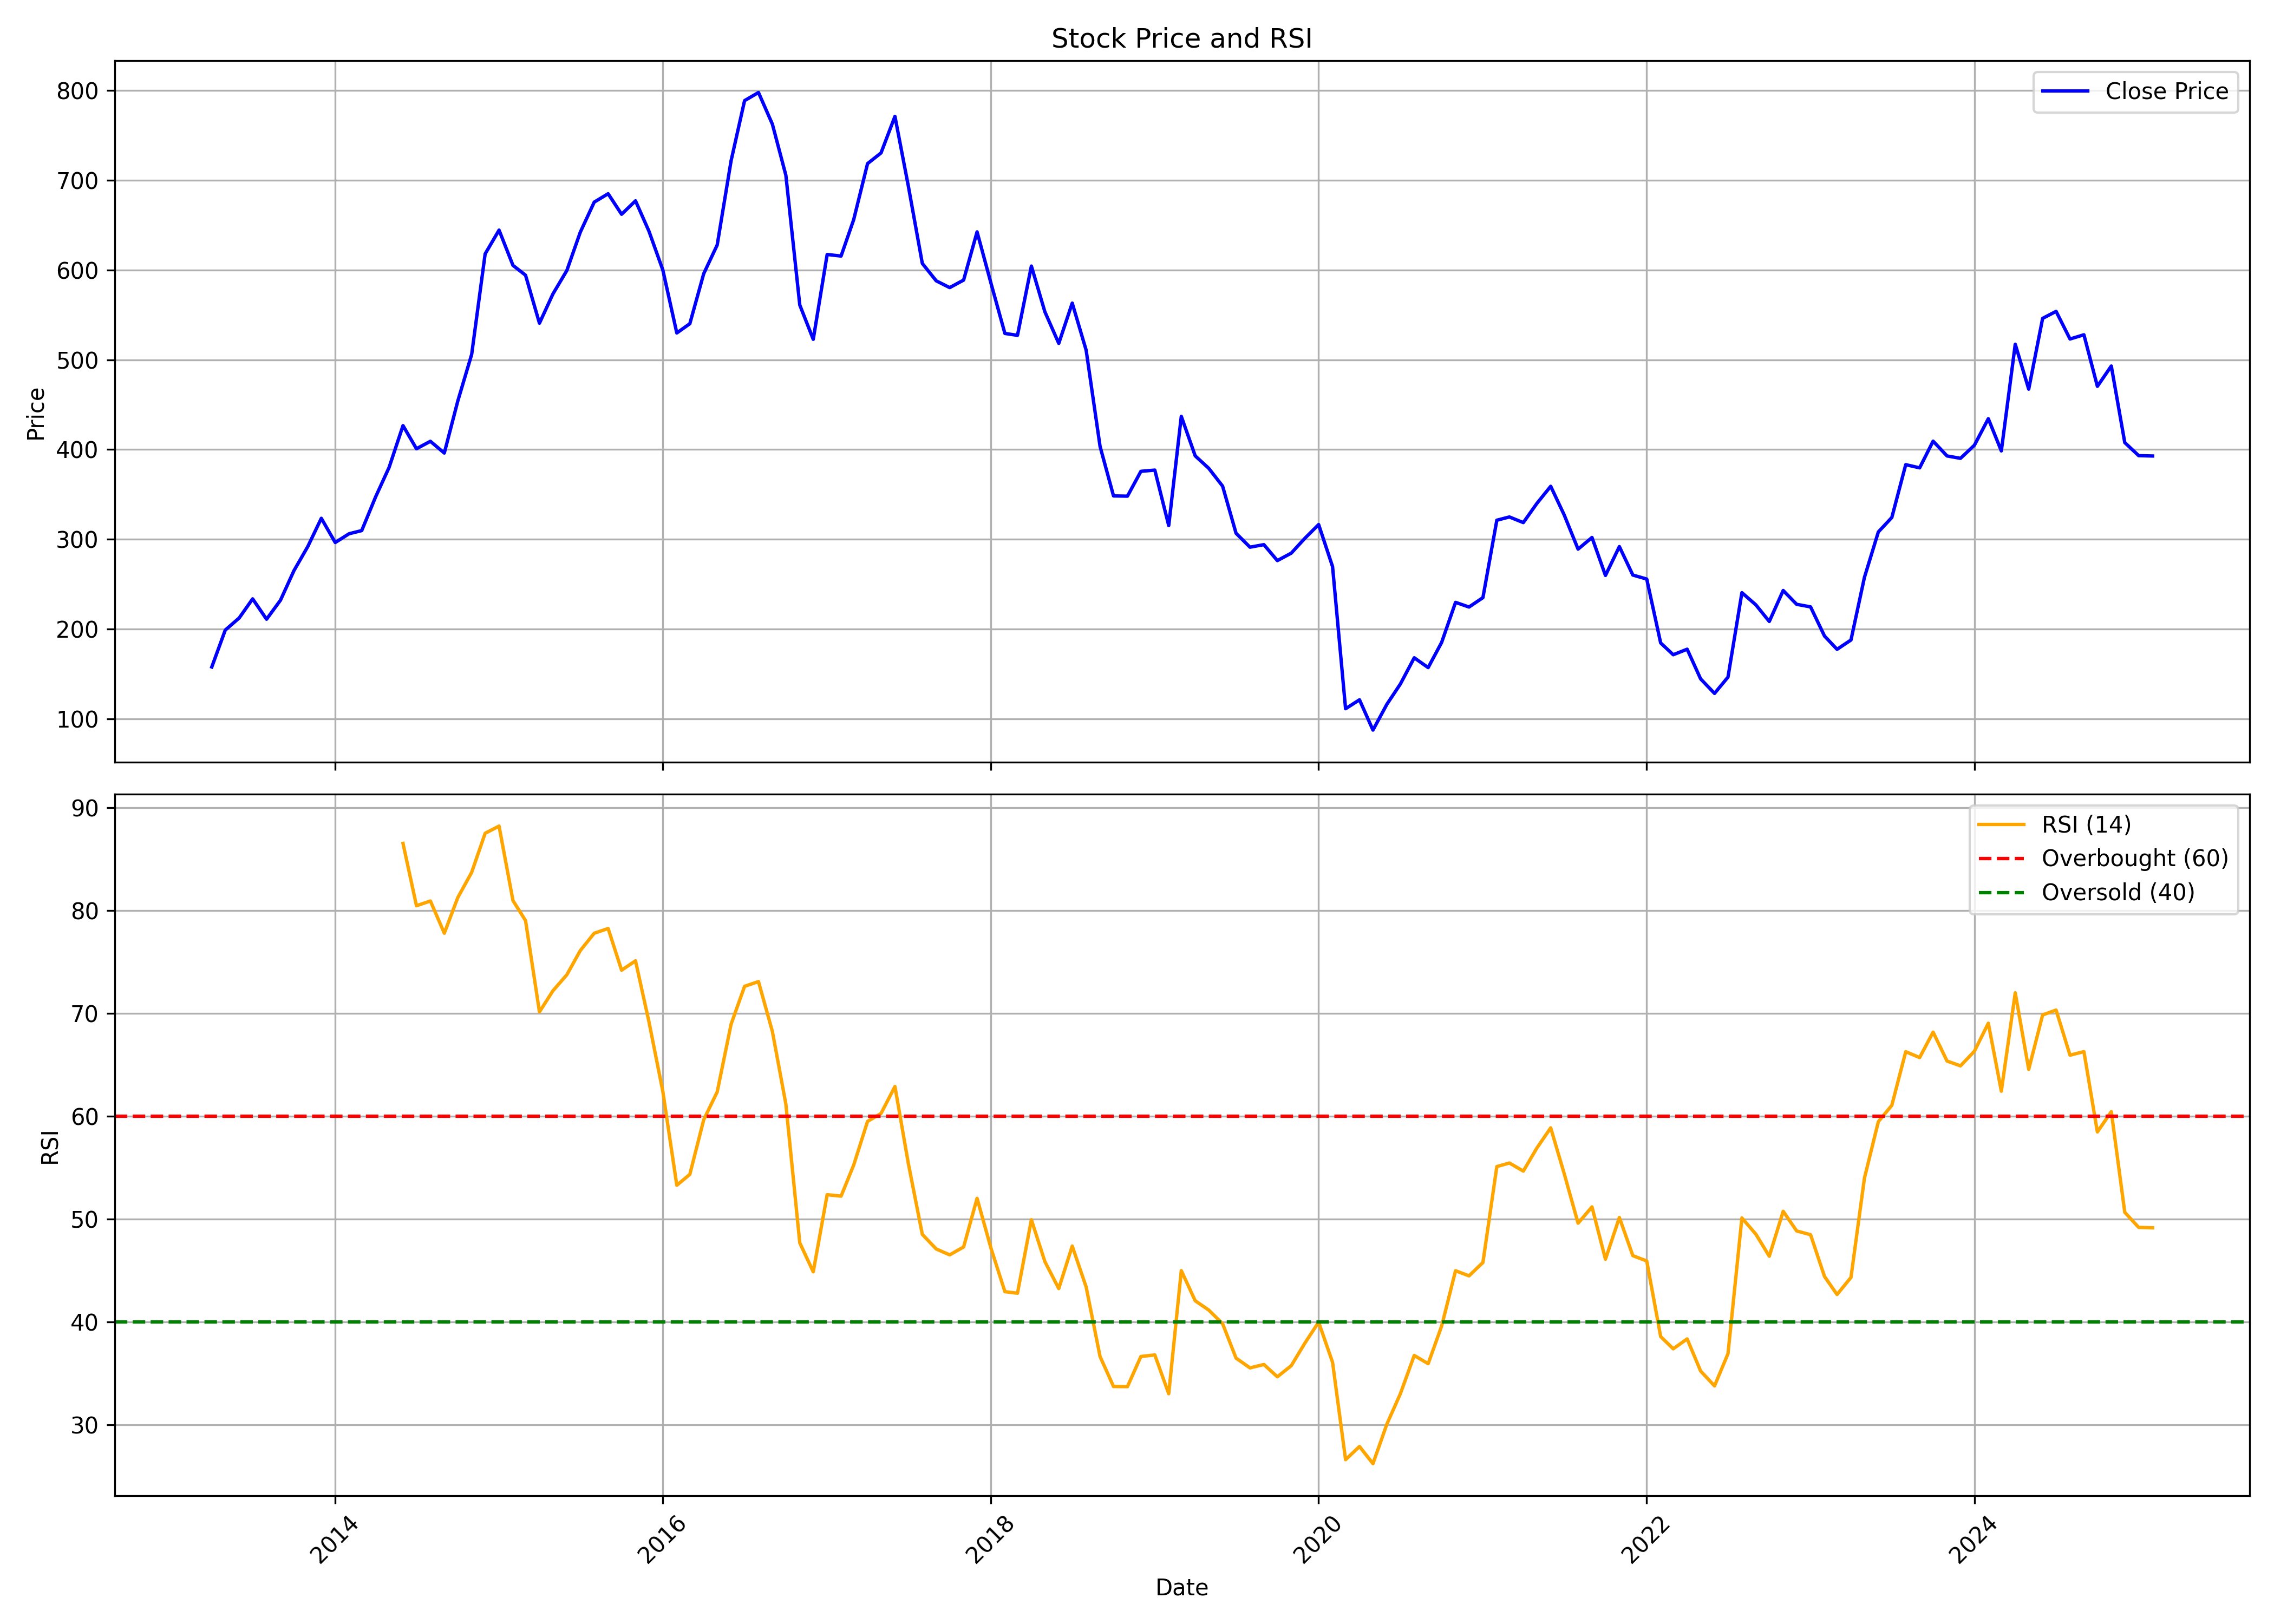 Stock Price and RSI
Close Price
800
700
600
500
400
300
200
100
Price
RSI (14)
Overbought (60)
Oversold (40)
90
80
70
60
50
40
30
RSI
2014
2016
2018
2020
2022
2024
Date